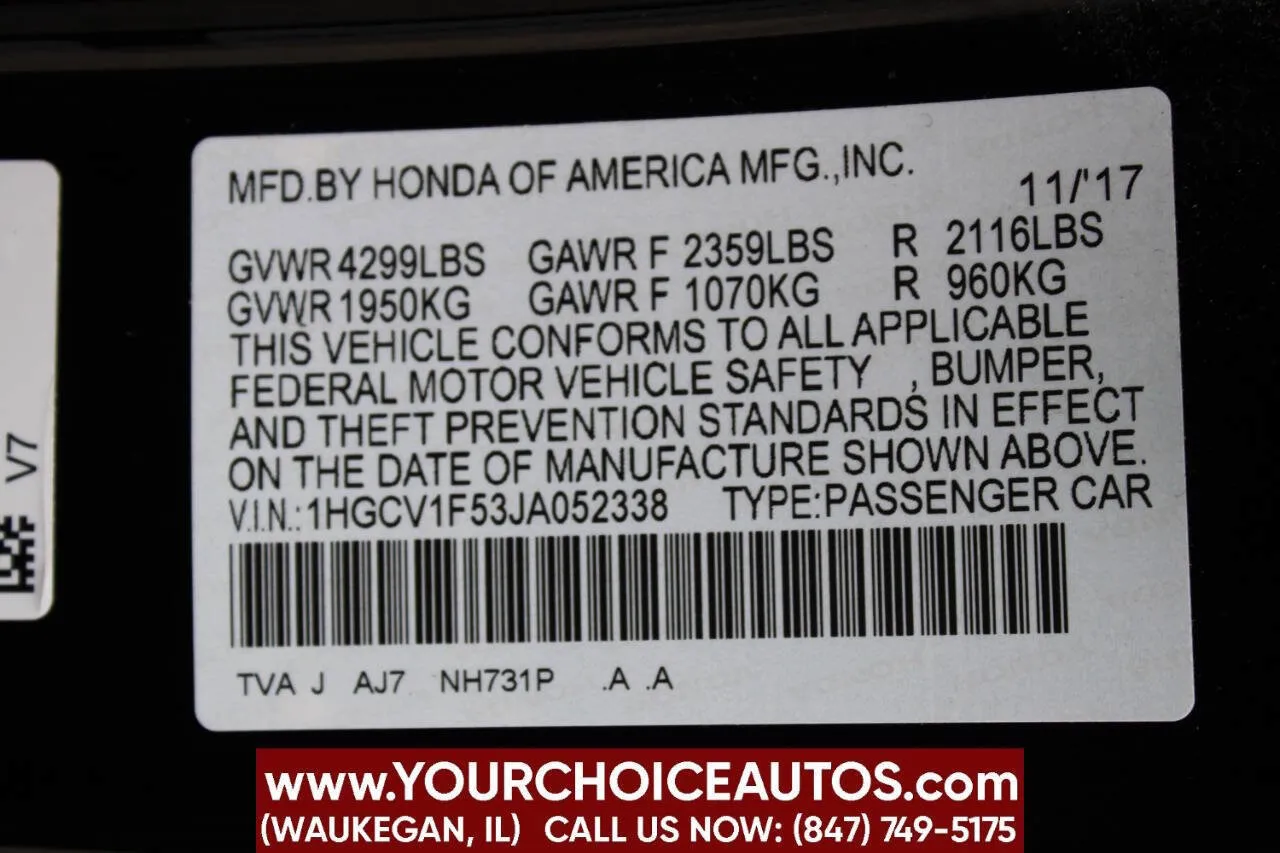 MFD.BY HONDA OF AMERICA MFG.,INC.
11/'17
GVWR 4299LBS GAWR F 2359LBS R 2116LBS
GVWR 1950KG GAWR F 1070KG R 960KG
THIS VEHICLE CONFORMS TO ALL APPLICABLE
FEDERAL MOTOR VEHICLE SAFETY , BUMPER,
AND THEFT PREVENTION STANDARDS IN EFFECT
ON THE DATE OF MANUFACTURE SHOWN ABOVE.
V.I.N.: 1HGCV1F53JA052338 TYPE:PASSENGER CAR
TVA J AJ7 NH731P .A .A
V7
www.YOURCHOICEAUTOS.com
(WAUKEGAN, IL) CALL US NOW: (847) 749-5175